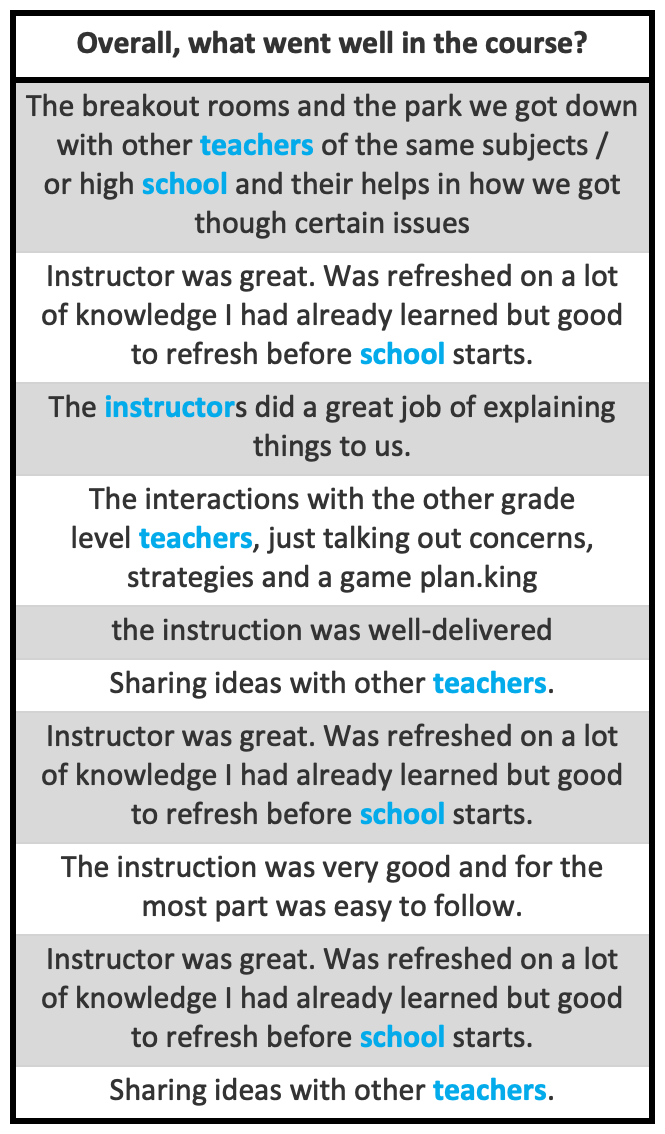 Overall, what went well in the course?
The breakout rooms and the park we got down
with other teachers of the same subjects /
or high school and their helps in how we got
though certain issues
Instructor was great. Was refreshed on a lot
of knowledge I had already learned but good
to refresh before school starts.
The instructors did a great job of explaining
things to us.
The interactions with the other grade
level teachers, just talking out concerns,
strategies and a game plan.king
the instruction was well-delivered
Sharing ideas with other teachers.
Instructor was great. Was refreshed on a lot
of knowledge I had already learned but good
to refresh before school starts.
The instruction was very good and for the
most part was easy to follow.
Instructor was great. Was refreshed on a lot
of knowledge I had already learned but good
to refresh before school starts.
Sharing ideas with other teachers.